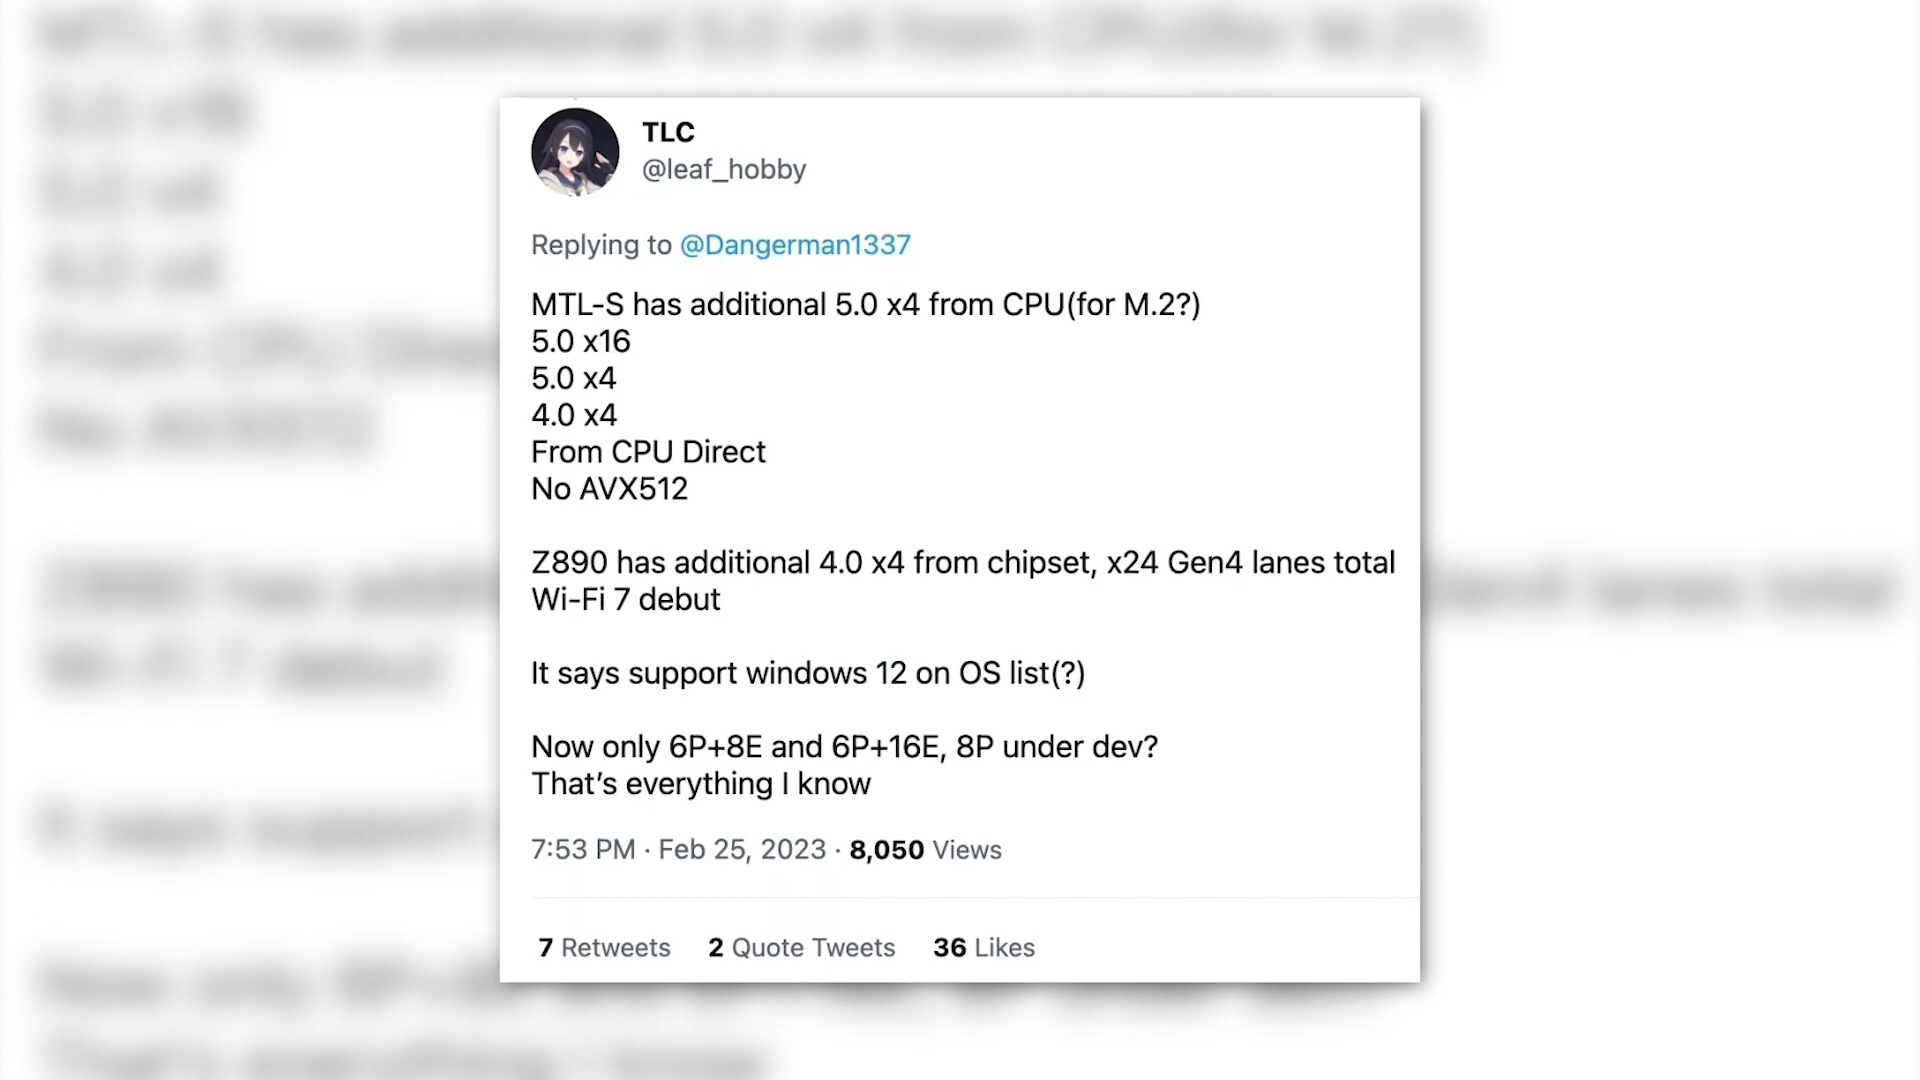 TLC
@leaf_hobby
Replying to @Dangerman1337
MTL-S has additional 5.0 x4 from CPU(for M.2?)
5.0 x16
5.0 x4
4.0 x4
From CPU Direct
No AVX512
Z890 has additional 4.0 x4 from chipset, x24 Gen4 lanes total
Wi-Fi 7 debut
It says support windows 12 on OS list(?)
Now only 6P+8E and 6P+16E, 8P under dev?
That’s everything I know
7:53 PM · Feb 25, 2023 · 8,050 Views
7 Retweets 2 Quote Tweets 36 Likes